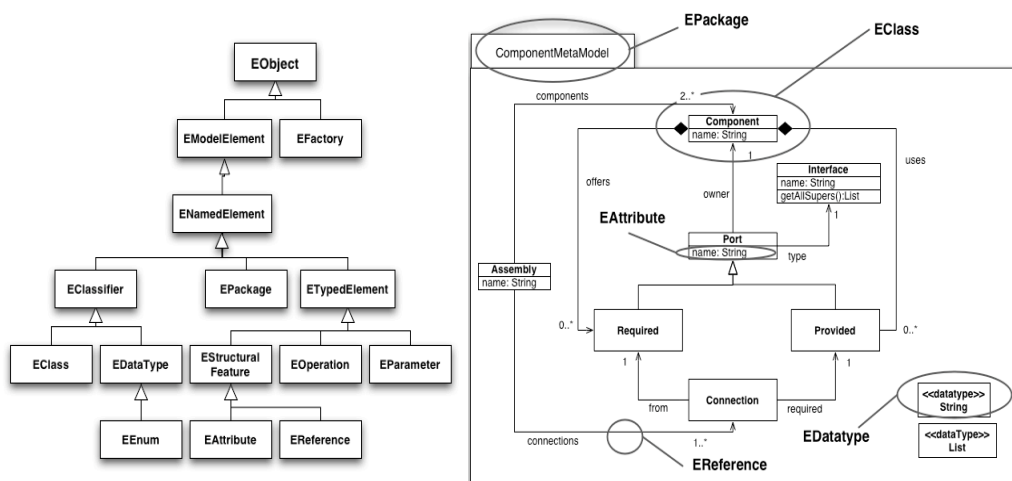 EObject
EModelElement
EFactory
ENamedElement
EClassifier
EPackage
ETypedElement
EClass
EDataType
EStructural
Feature
EOperation
EParameter
EEnum
EAttribute
EReference
EPackage
EClass
ComponentMetaModel
components
2..*
Component
name: String
1
offers
owner
uses
Interface
name: String
getAllSupers():List
1
EAttribute
Port
name: String
type
Assembly
name: String
0..*
Required
Provided
0..*
1
1
from
Connection
required
connections
1..*
EReference
EDatatype
<<datatype>>
String
<<dataType>>
List